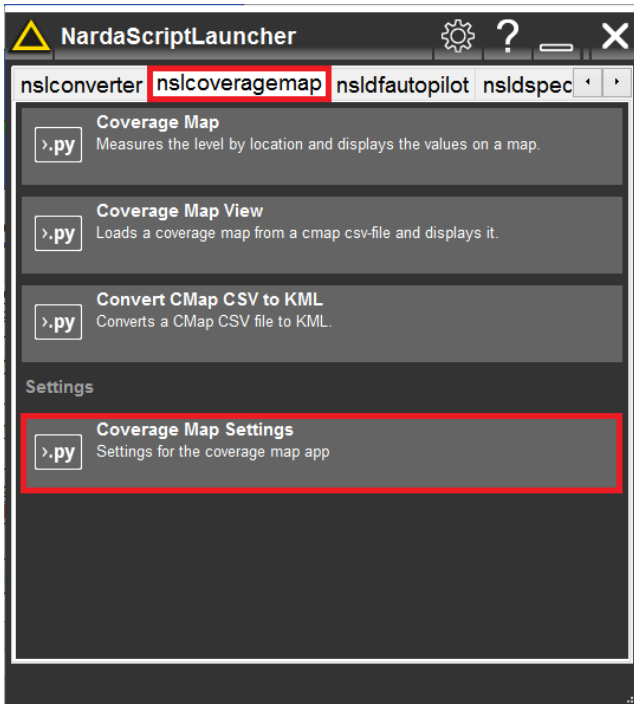 NardaScriptLauncher ?
nslconverter nslcoveragemap nsldfautopilot nsldspec
Coverage Map
>.py Measures the level by location and displays the values on a map.
Coverage Map View
>.py Loads a coverage map from a cmap csv-file and displays it.
Convert CMap CSV to KML
>.py Converts a CMap CSV file to KML.
Settings
Coverage Map Settings
>.py Settings for the coverage map app